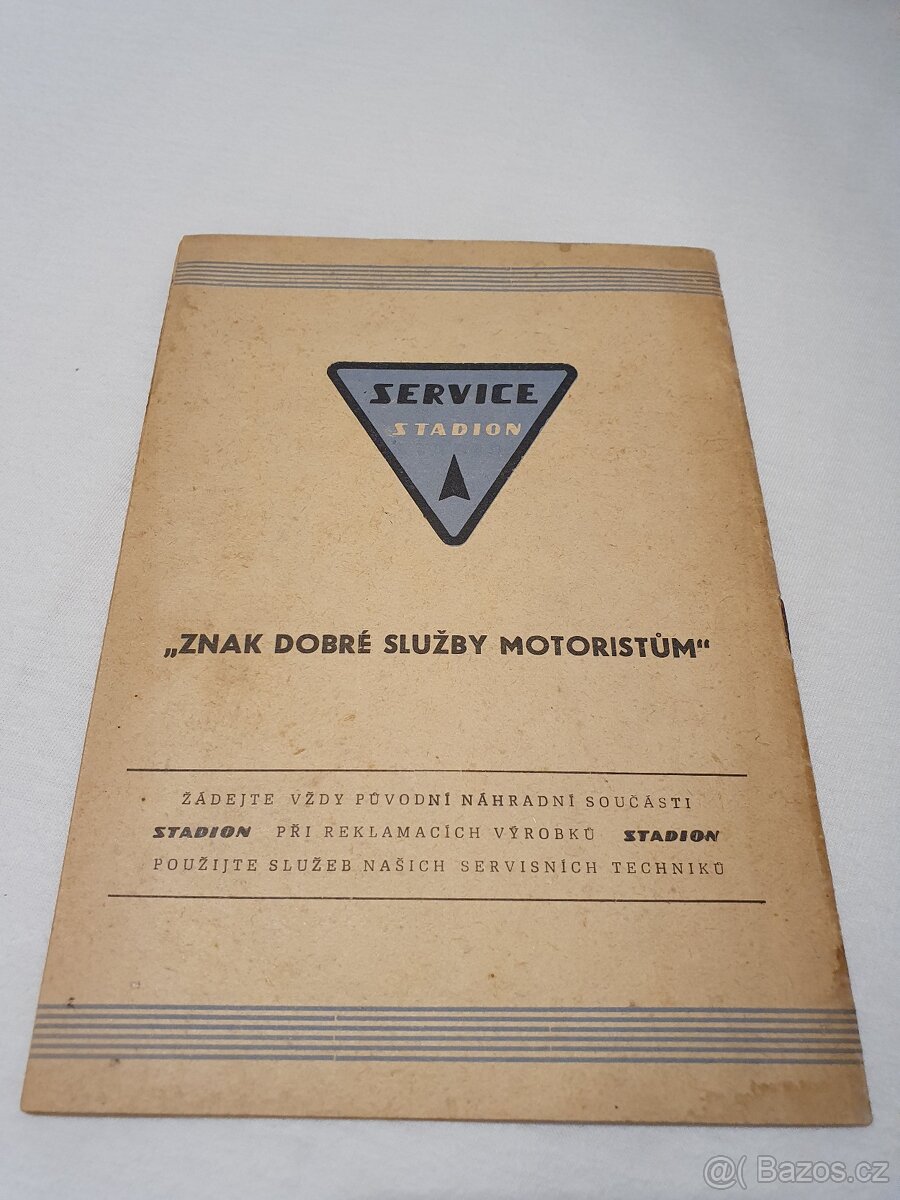 SERVICE
STADION
„ZNAK DOBRÉ SLUŽBY MOTORISTŮM“
ŽÁDEJTE VŽDY PŮVODNÍ NÁHRADNÍ SOUČÁSTI
STADION PŘI REKLAMACÍCH VÝROBKŮ STADION
POUŽIJTE SLUŽEB NAŠICH SERVISNÍCH TECHNIKŮ
@( Bazos.cz